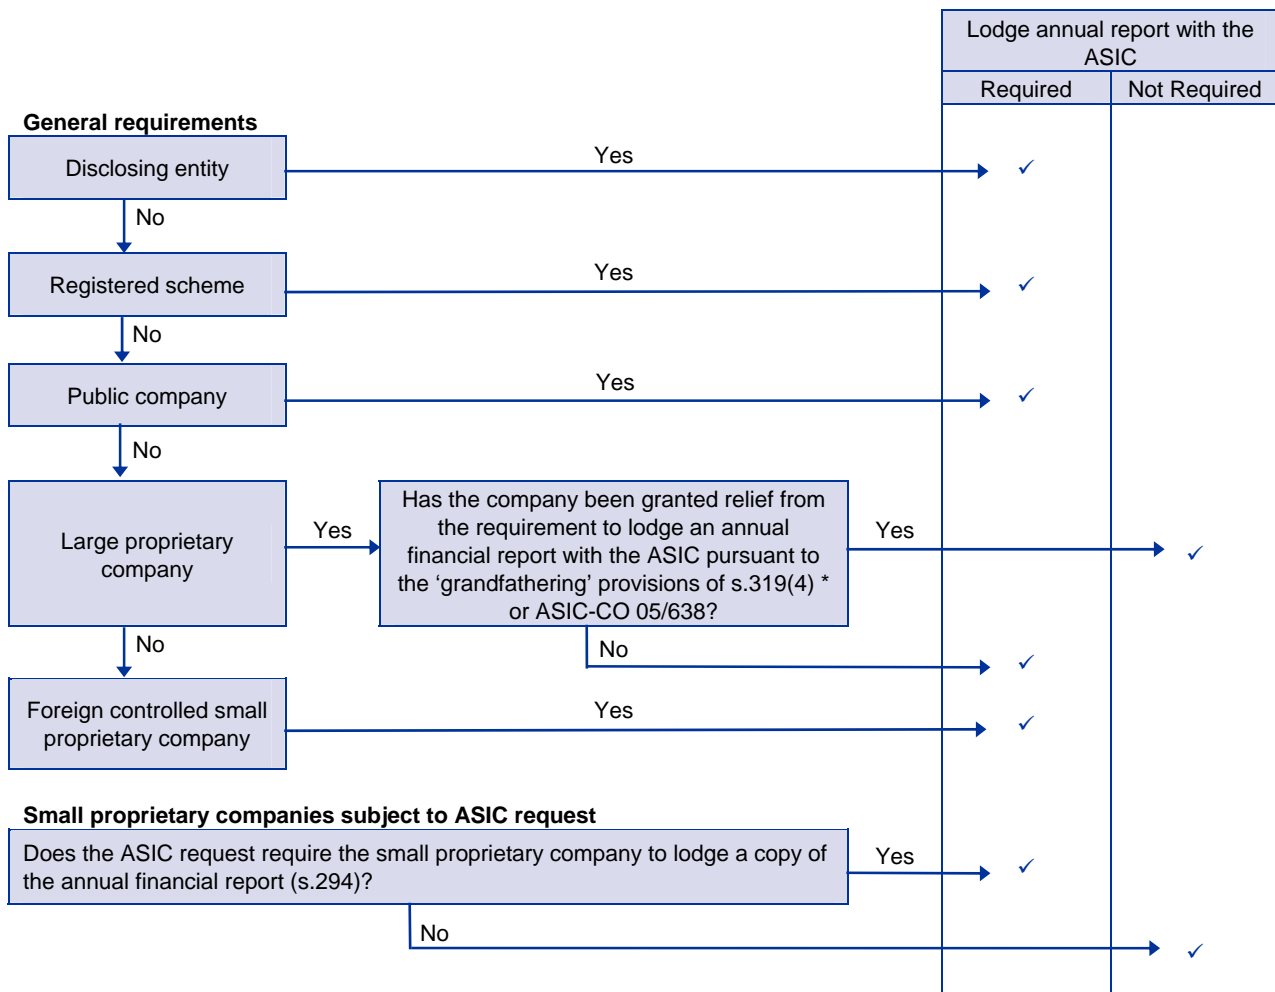 Lodge annual report with the
ASIC
Required
Not Required
General requirements
Disclosing entity
Yes
✓
No
Registered scheme
Yes
✓
No
Public company
Yes
✓
No
Large proprietary
company
Yes
Has the company been granted relief from
the requirement to lodge an annual
financial report with the ASIC pursuant to
the ‘grandfathering’ provisions of s.319(4) *
or ASIC-CO 05/638?
Yes
✓
No
No
✓
Foreign controlled small
proprietary company
Yes
✓
Small proprietary companies subject to ASIC request
Does the ASIC request require the small proprietary company to lodge a copy of
the annual financial report (s.294)?
Yes
✓
No
✓